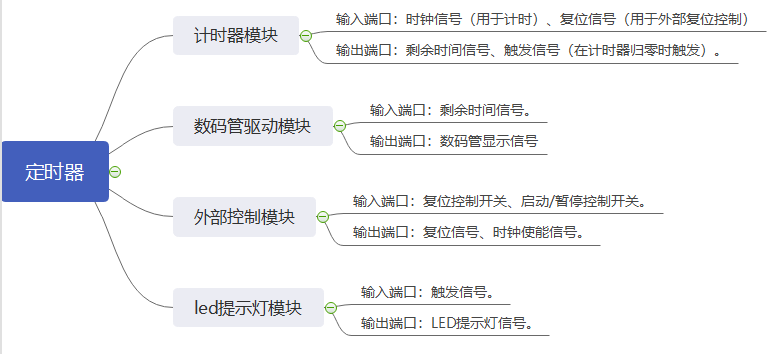 定时器
计时器模块
输入端口：时钟信号（用于计时）、复位信号（用于外部复位控制）
输出端口：剩余时间信号、触发信号（在计时器归零时触发）。
数码管驱动模块
输入端口：剩余时间信号。
输出端口：数码管显示信号
外部控制模块
输入端口：复位控制开关、启动/暂停控制开关。
输出端口：复位信号、时钟使能信号。
led提示灯模块
输入端口：触发信号。
输出端口：LED提示灯信号。